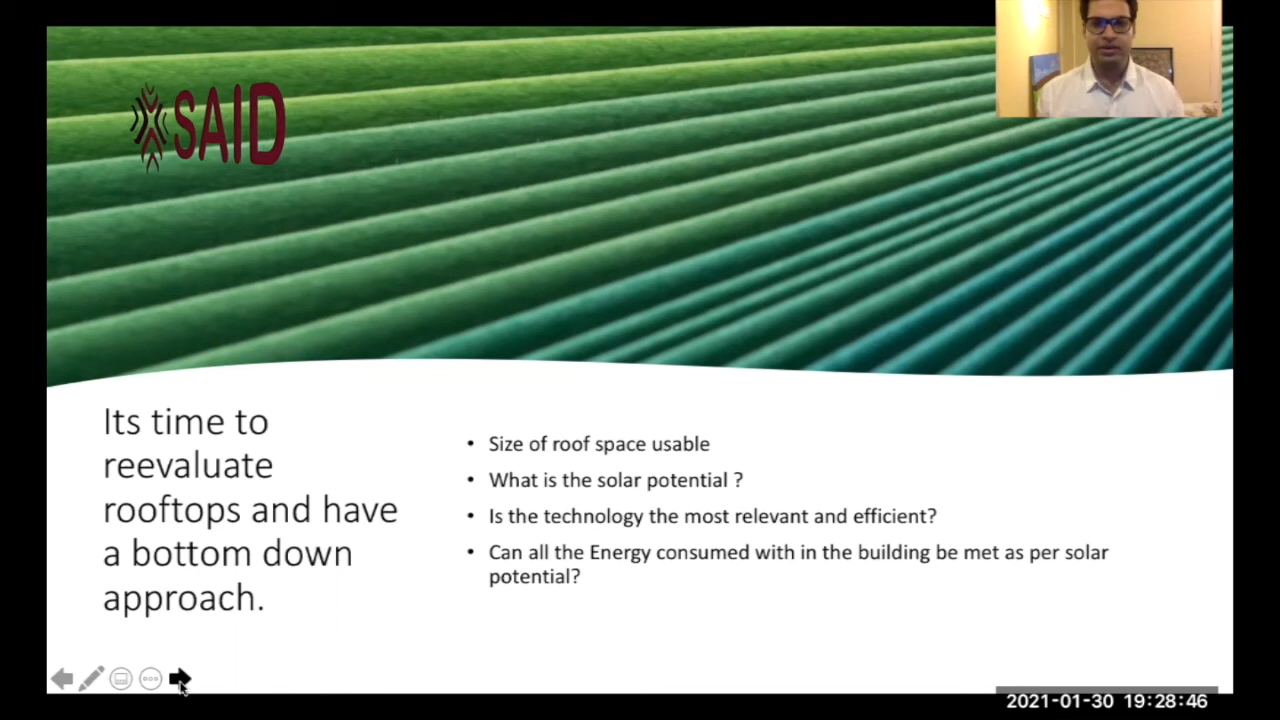 SAID
Its time to
reevaluate
rooftops and have
a bottom down
approach.
• Size of roof space usable
• What is the solar potential ?
• Is the technology the most relevant and efficient?
• Can all the Energy consumed with in the building be met as per solar
potential?
2021-01-30 19:28:46